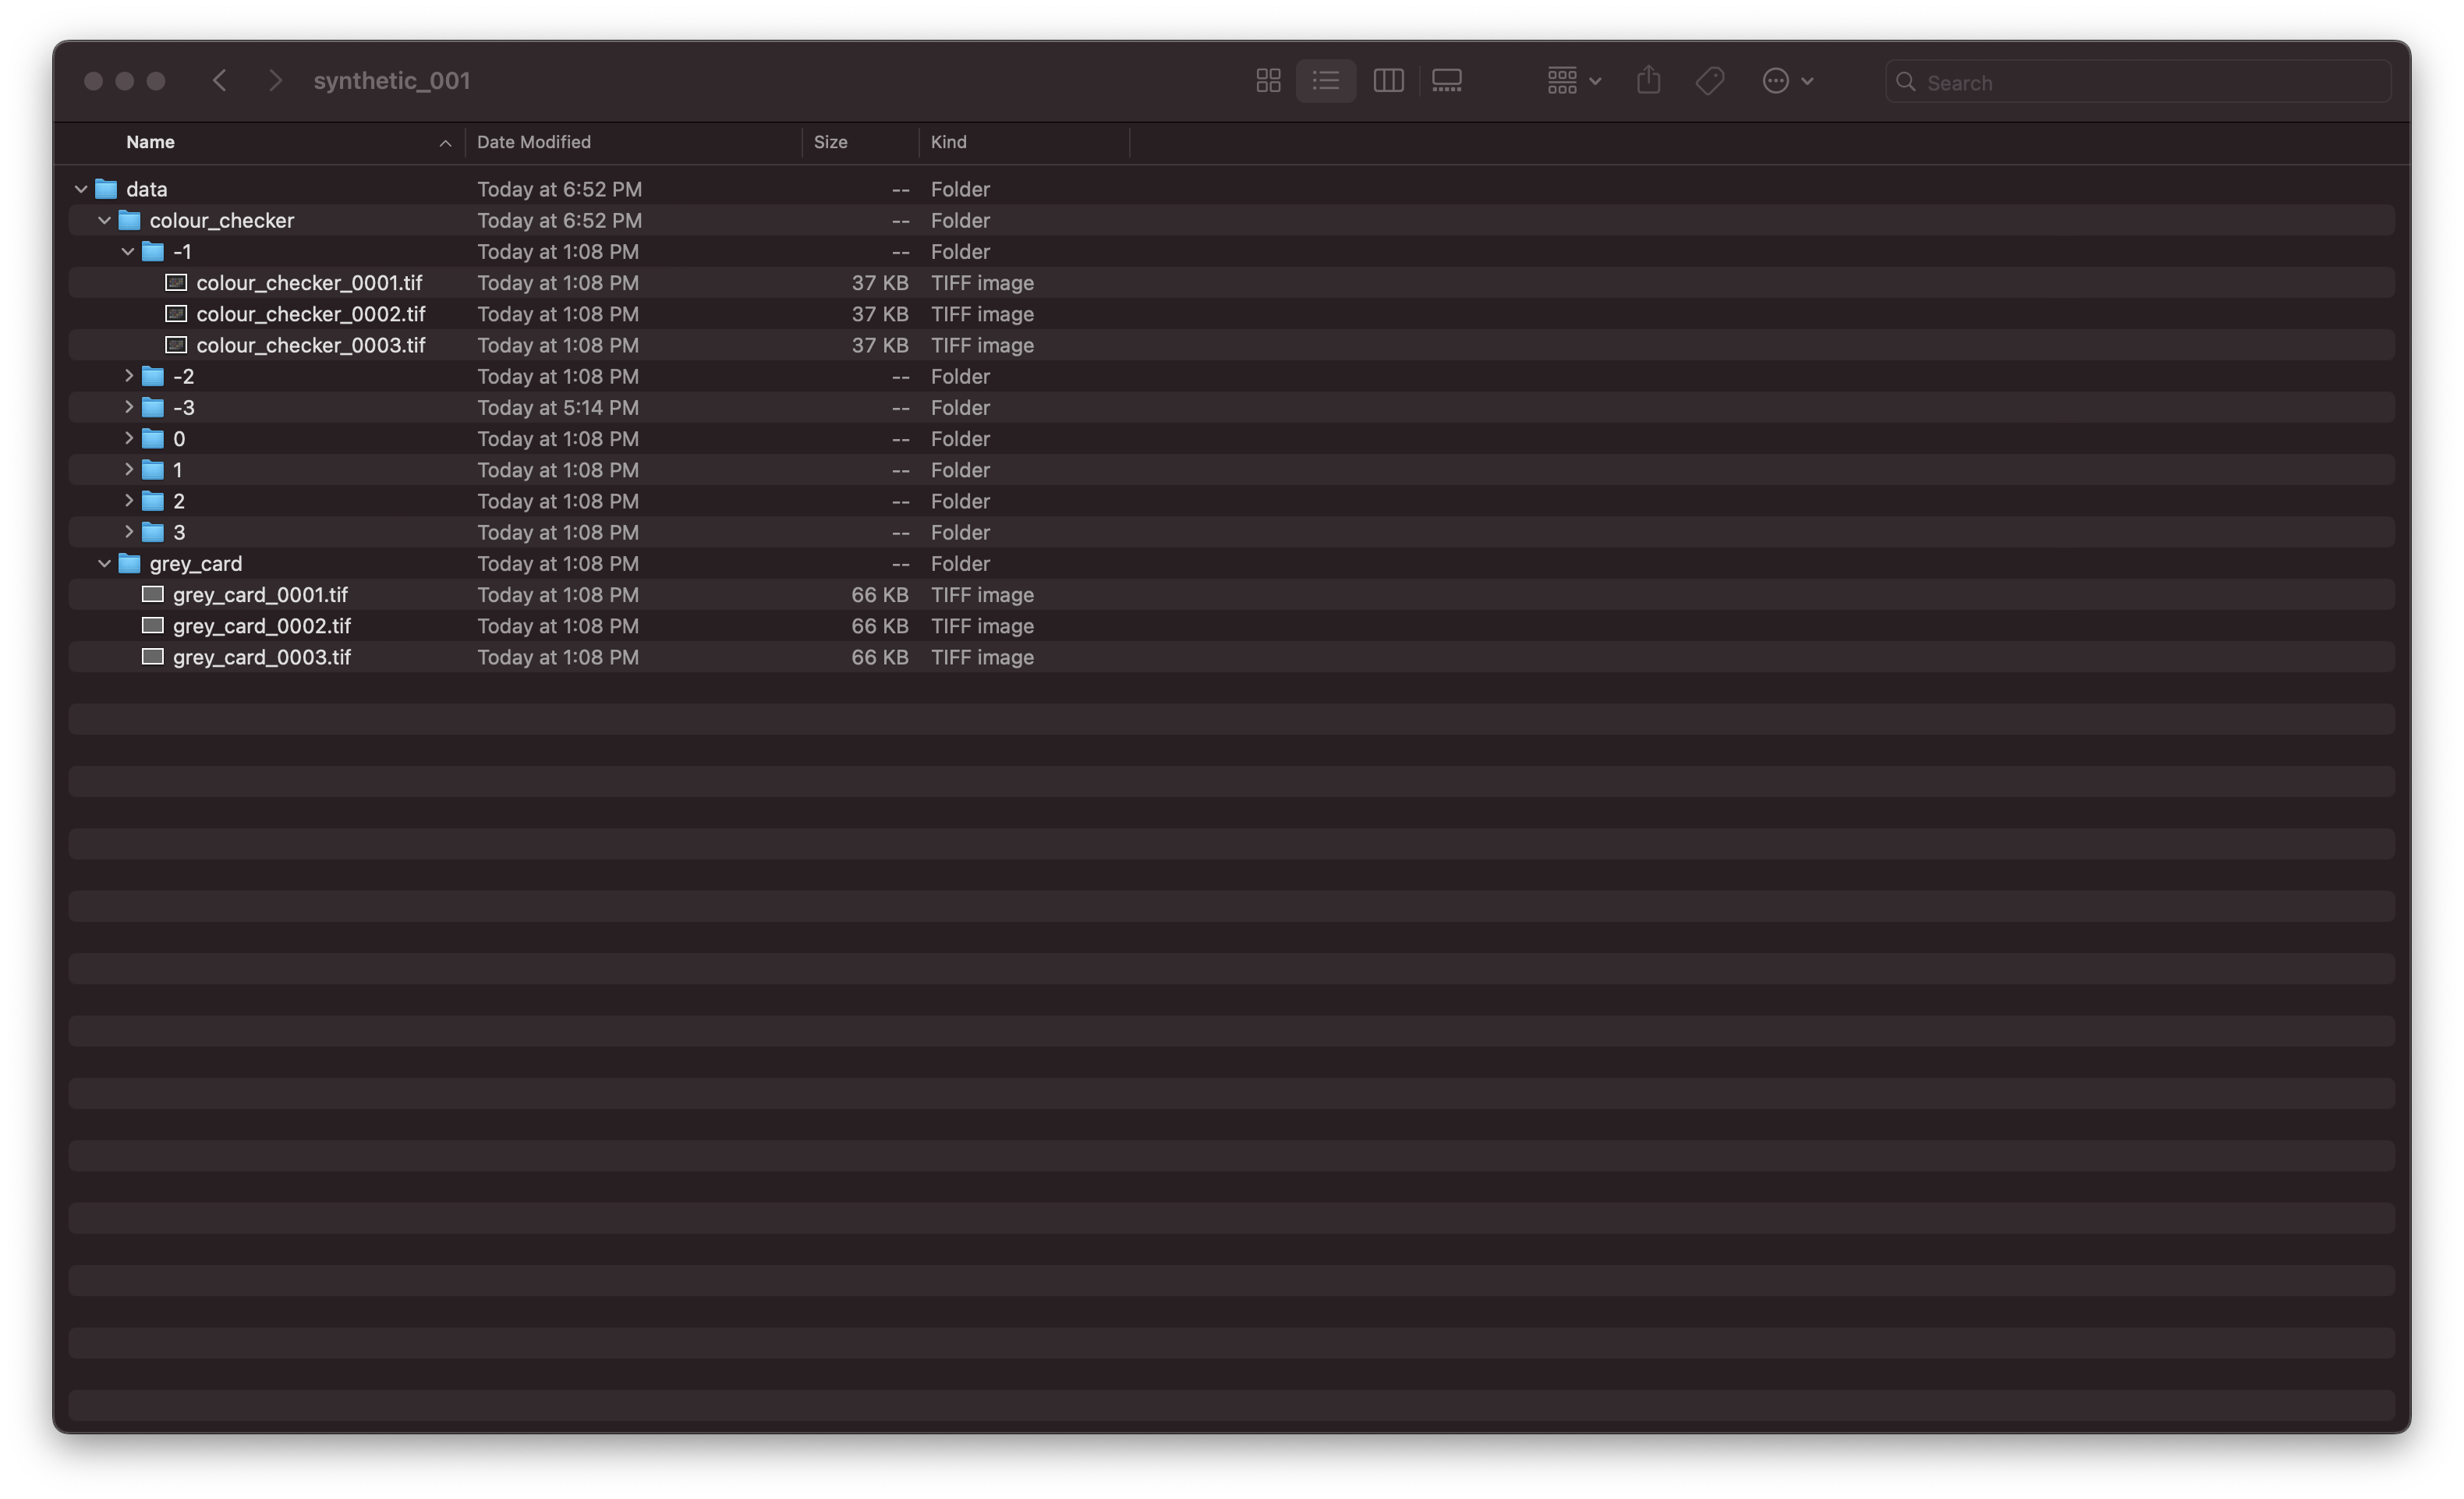 synthetic_001
Search
Name Date Modified Size Kind
data Today at 6:52 PM -- Folder
colour_checker Today at 6:52 PM -- Folder
-1 Today at 1:08 PM -- Folder
colour_checker_0001.tif Today at 1:08 PM 37 KB TIFF image
colour_checker_0002.tif Today at 1:08 PM 37 KB TIFF image
colour_checker_0003.tif Today at 1:08 PM 37 KB TIFF image
-2 Today at 1:08 PM -- Folder
-3 Today at 5:14 PM -- Folder
0 Today at 1:08 PM -- Folder
1 Today at 1:08 PM -- Folder
2 Today at 1:08 PM -- Folder
3 Today at 1:08 PM -- Folder
grey_card Today at 1:08 PM -- Folder
grey_card_0001.tif Today at 1:08 PM 66 KB TIFF image
grey_card_0002.tif Today at 1:08 PM 66 KB TIFF image
grey_card_0003.tif Today at 1:08 PM 66 KB TIFF image